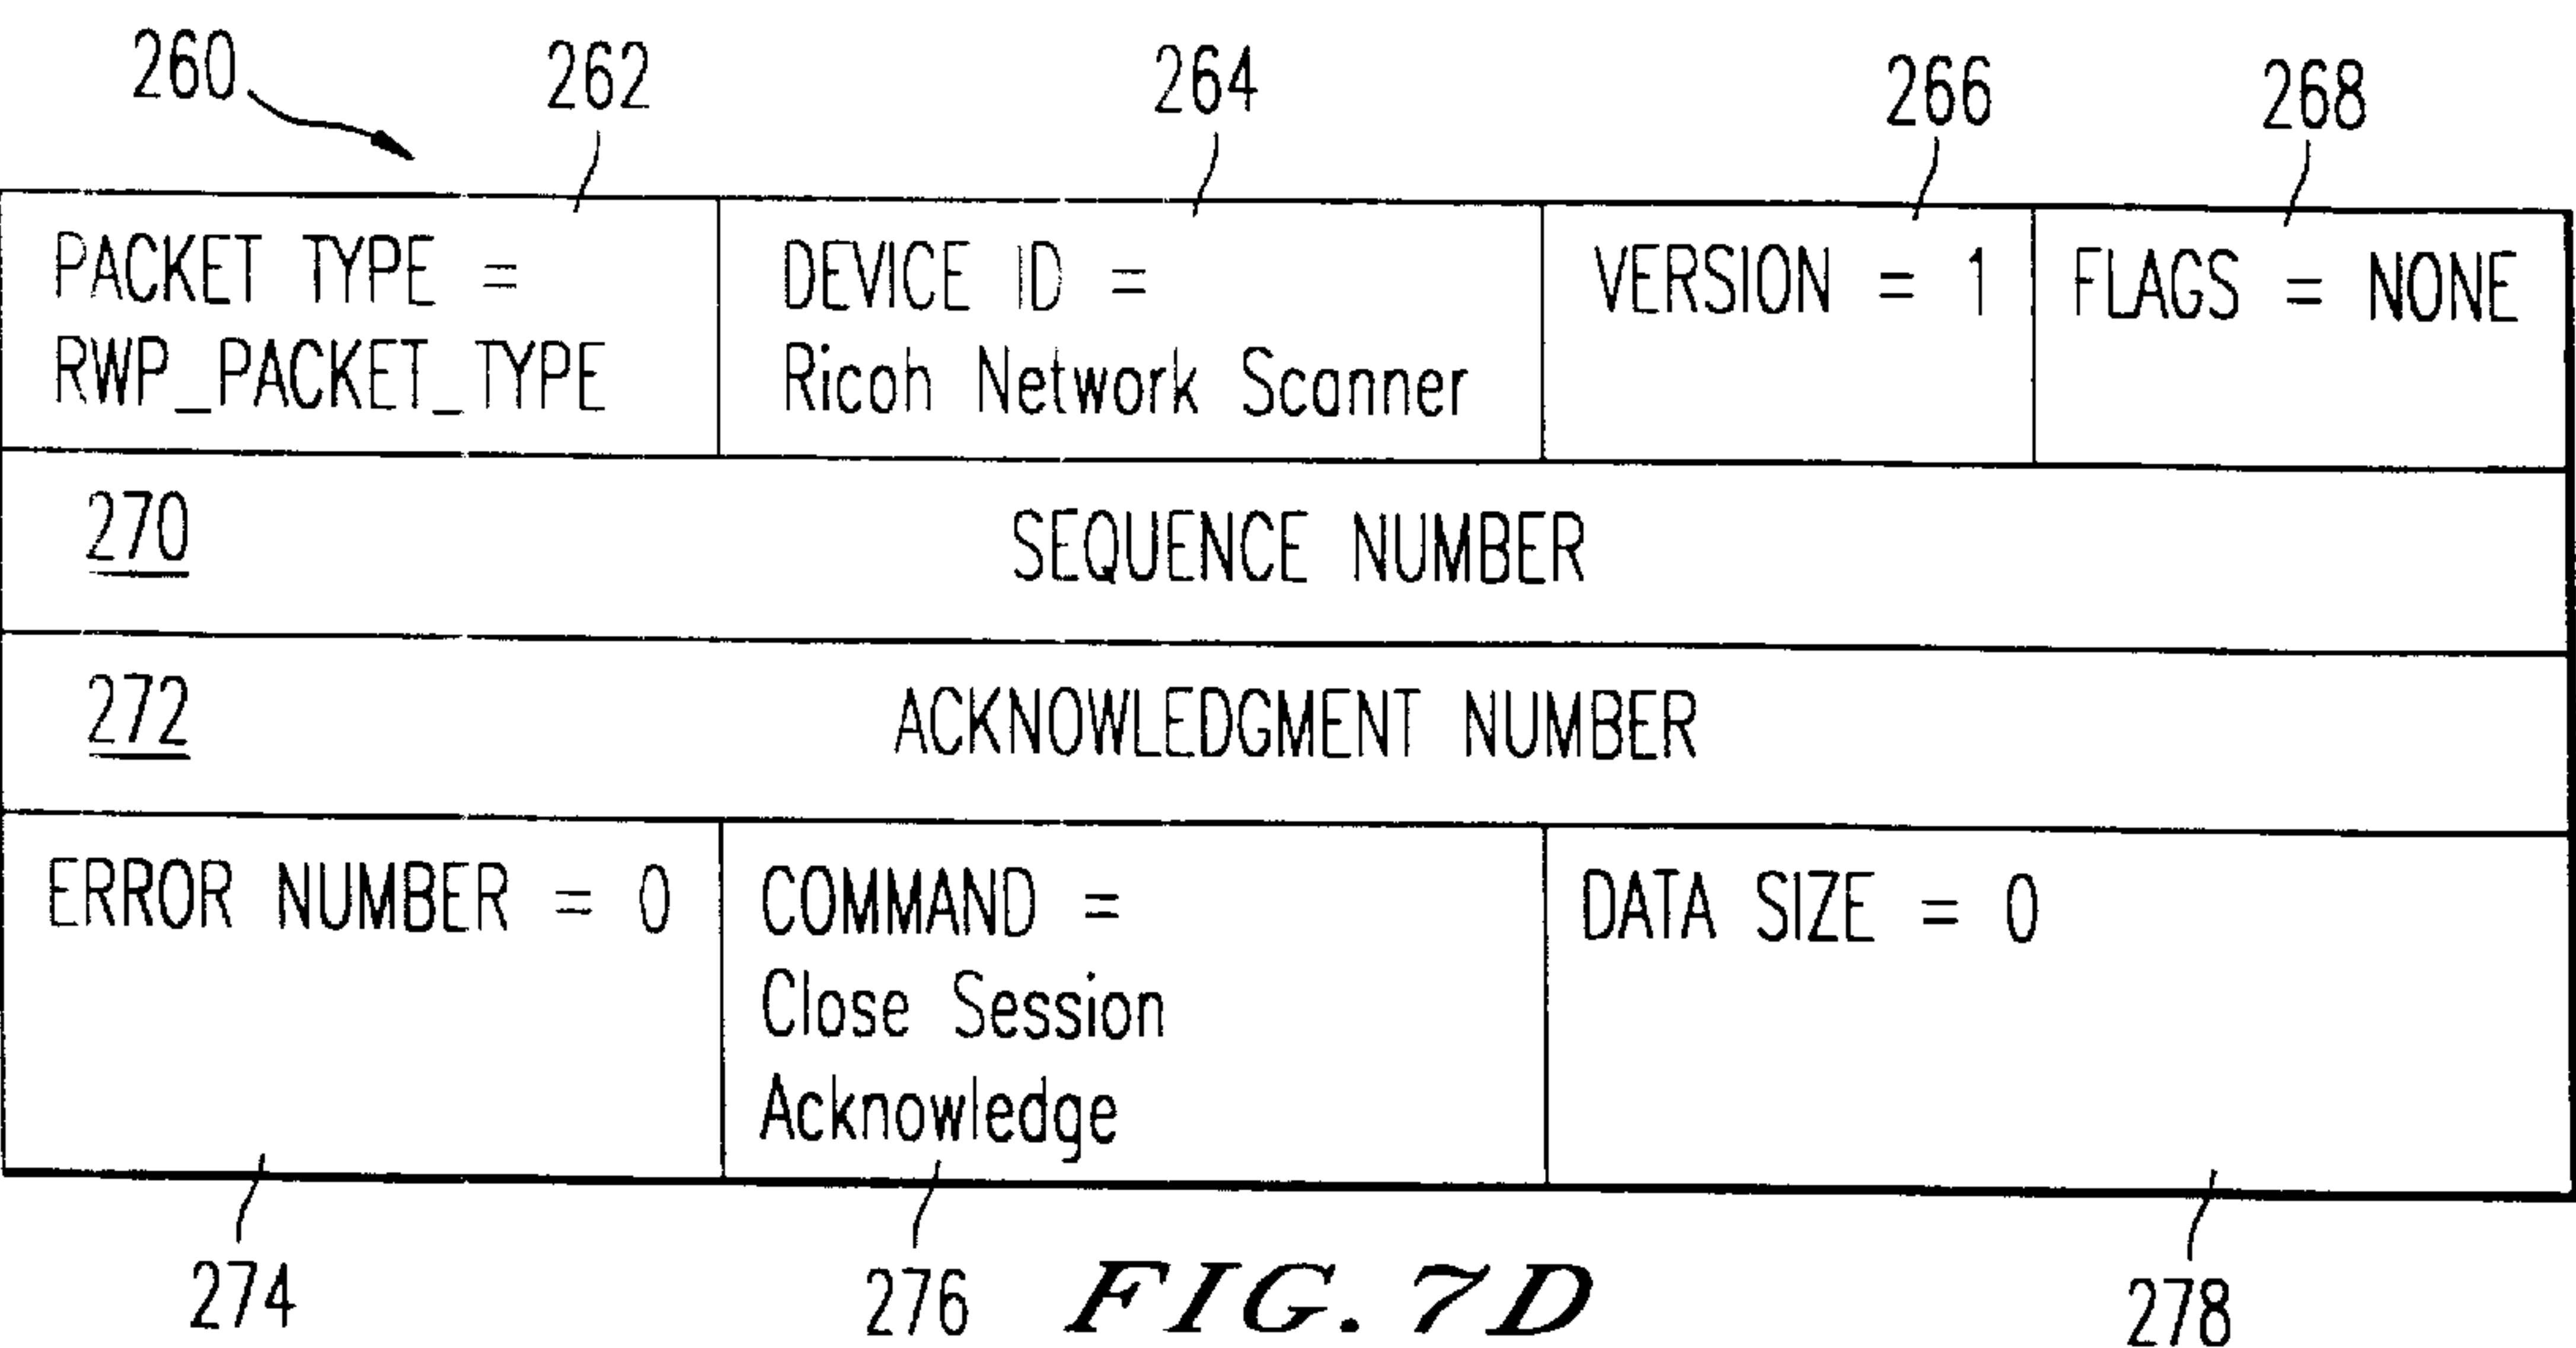 260
262
264
266
268
PACKET TYPE =
RWP_PACKET_TYPE
DEVICE ID =
Ricoh Network Scanner
VERSION = 1
FLAGS = NONE
270
SEQUENCE NUMBER
272
ACKNOWLEDGMENT NUMBER
ERROR NUMBER = 0
COMMAND =
Close Session
Acknowledge
DATA SIZE = 0
274
276
278
FIG. 7D